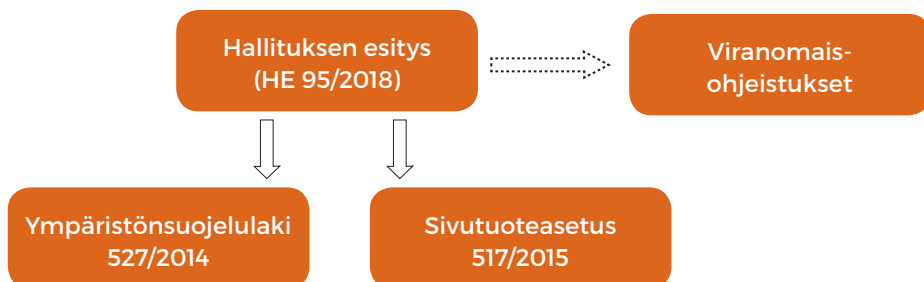 Hallituksen esitys
(HE 95/2018)
Viranomais-
ohjeistukset
Ympäristönsuojelulaki
527/2014
Sivutuoteasetus
517/2015